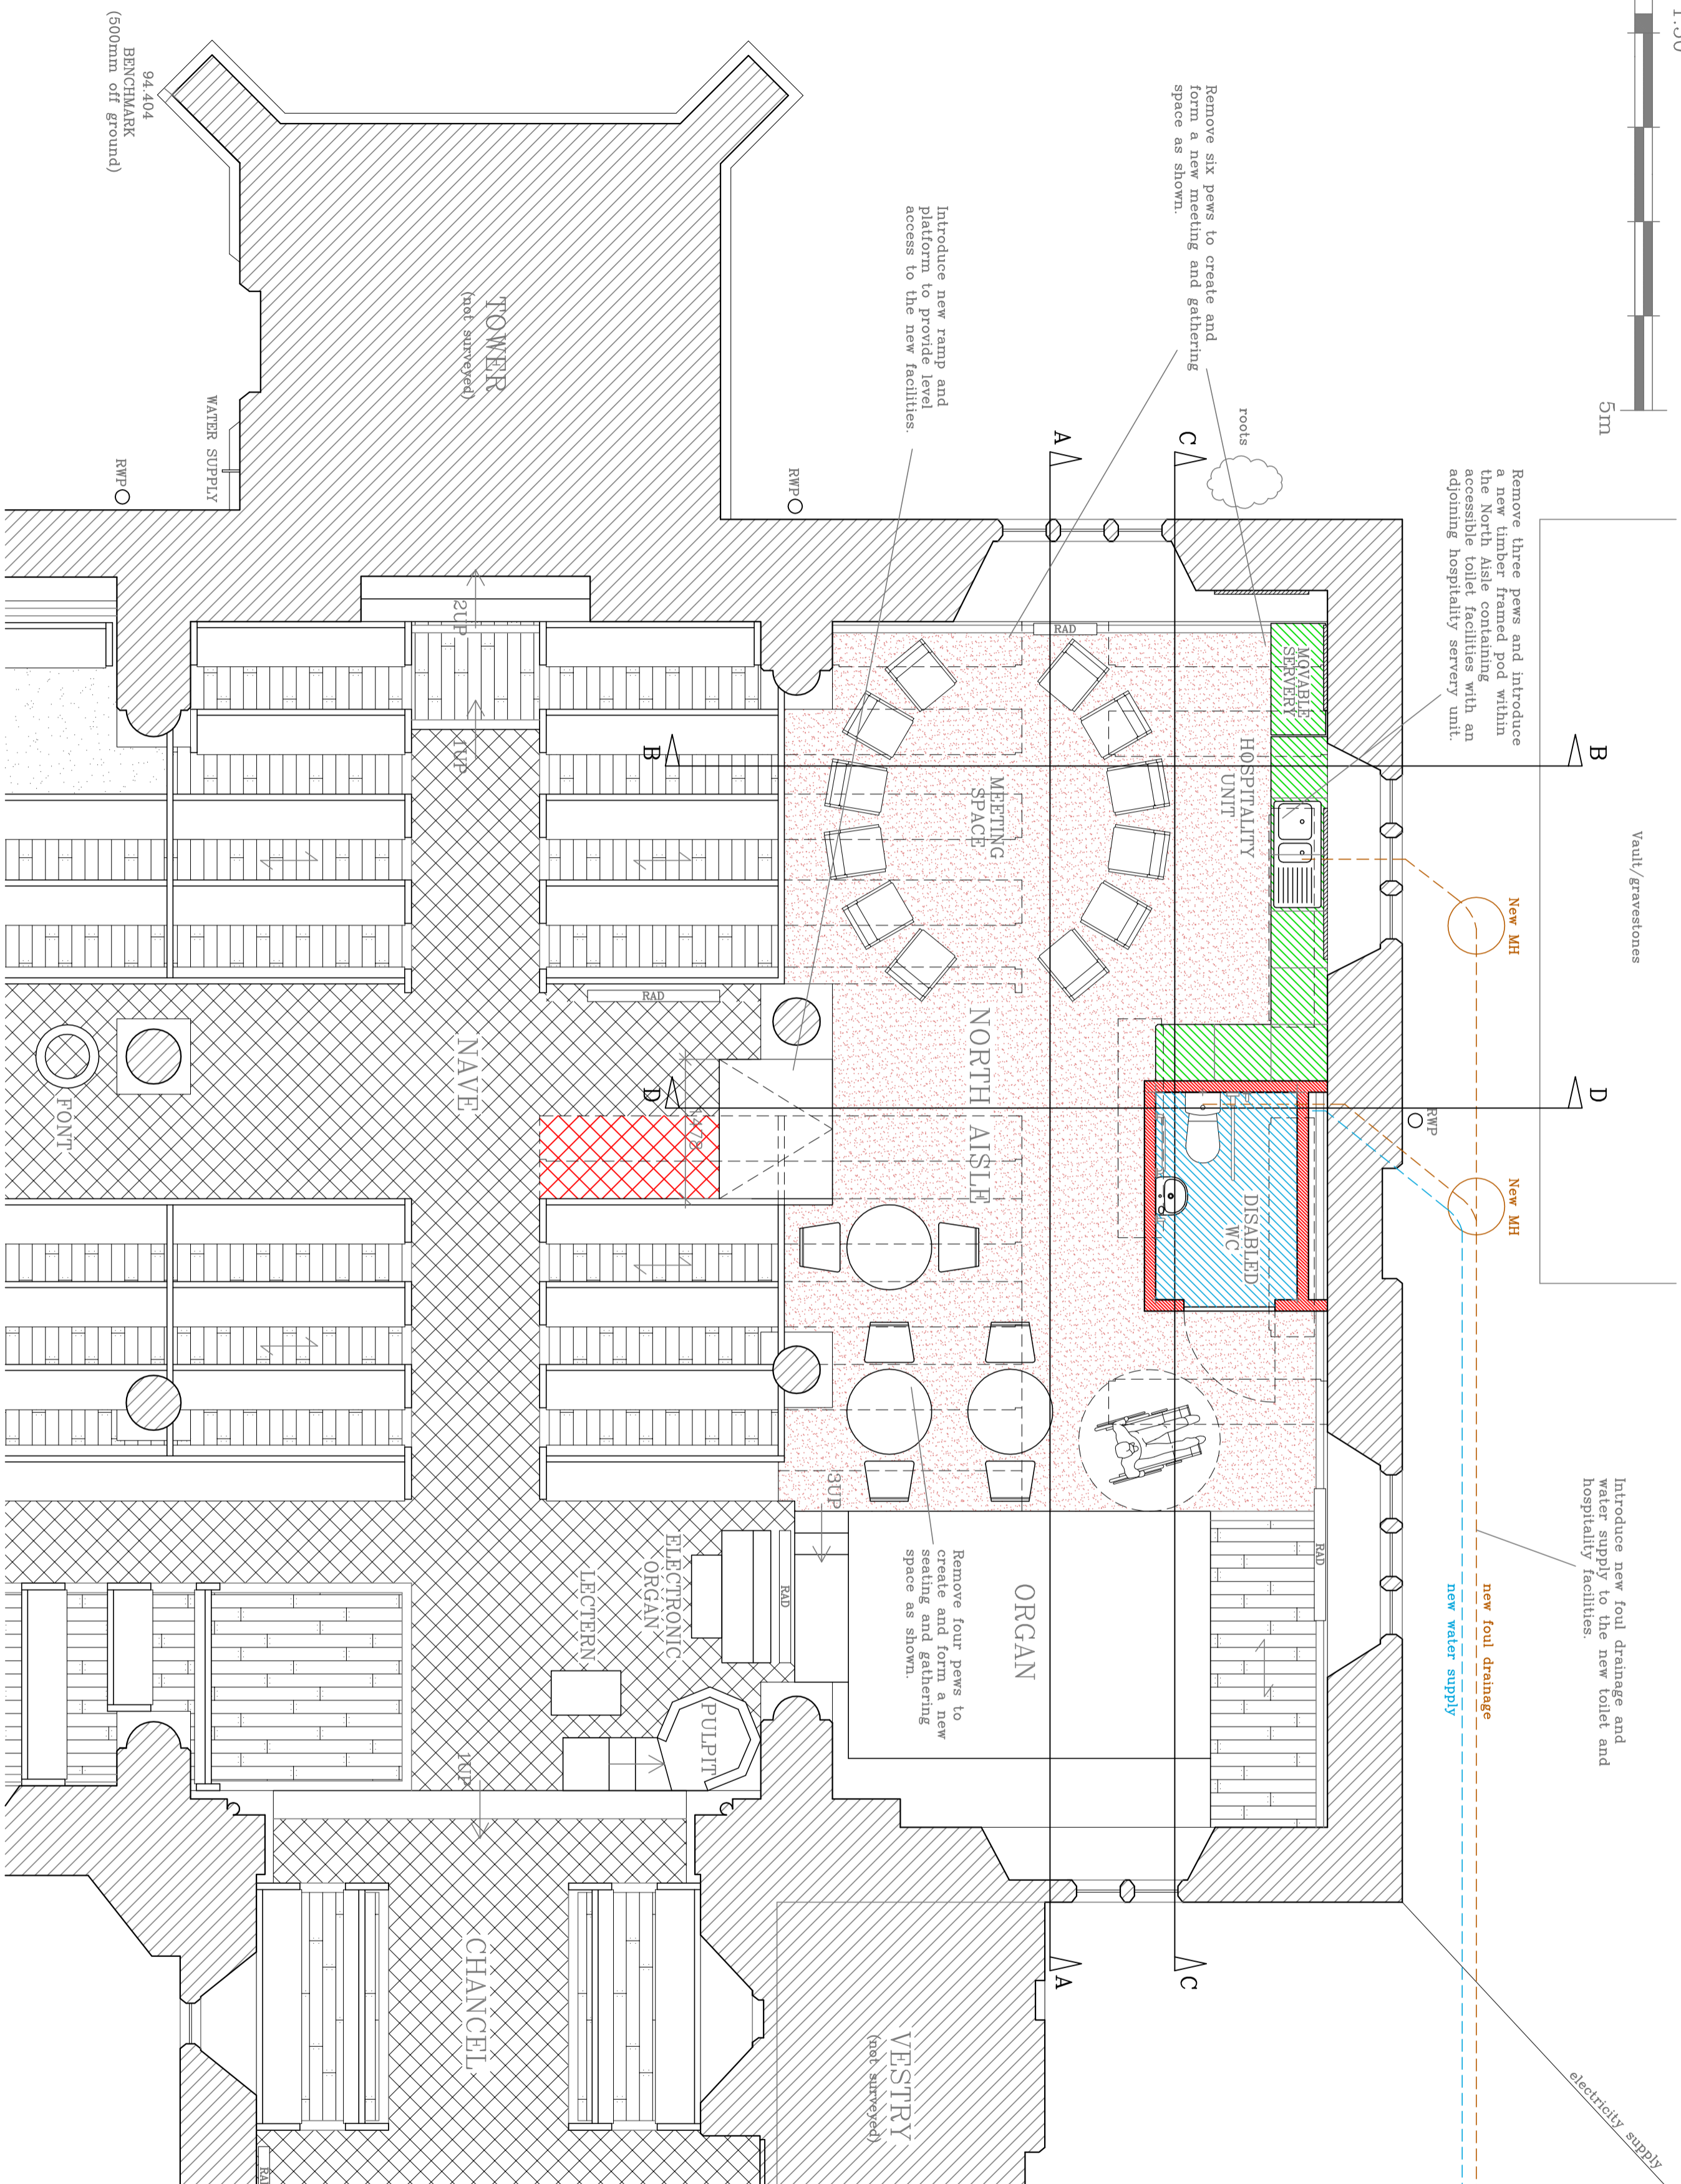 1:50
5m
Remove six pews to create and
form a new meeting and gathering
space as shown.
Remove three pews and introduce
a new timber framed pod within
the North Aisle containing
accessible toilet facilities with an
adjoining hospitality servery unit.
Introduce new ramp and
platform to provide level
access to the new facilities.
Introduce new foul drainage and
water supply to the new toilet and
hospitality facilities.
Remove four pews to
create and form a new
seating and gathering
space as shown.
Vault/gravestones
New MH
New MH
new foul drainage
new water supply
electricity supply
roots
RWP
RWP
RWP
A
C
B
D
B
D
A
C
RAD
RAD
RAD
RAD
MOVABLE
SERVERY
HOSPITALITY
UNIT
MEETING
SPACE
NORTH AISLE
DISABLED
WC
ORGAN
3UP
ELECTRONIC
ORGAN
LECTERN
PULPIT
1UP
NAVE
FONT
2UP
1UP
TOWER
(not surveyed)
WATER SUPPLY
94.404
BENCHMARK
(500mm off ground)
CHANCEL
VESTRY
(not surveyed)